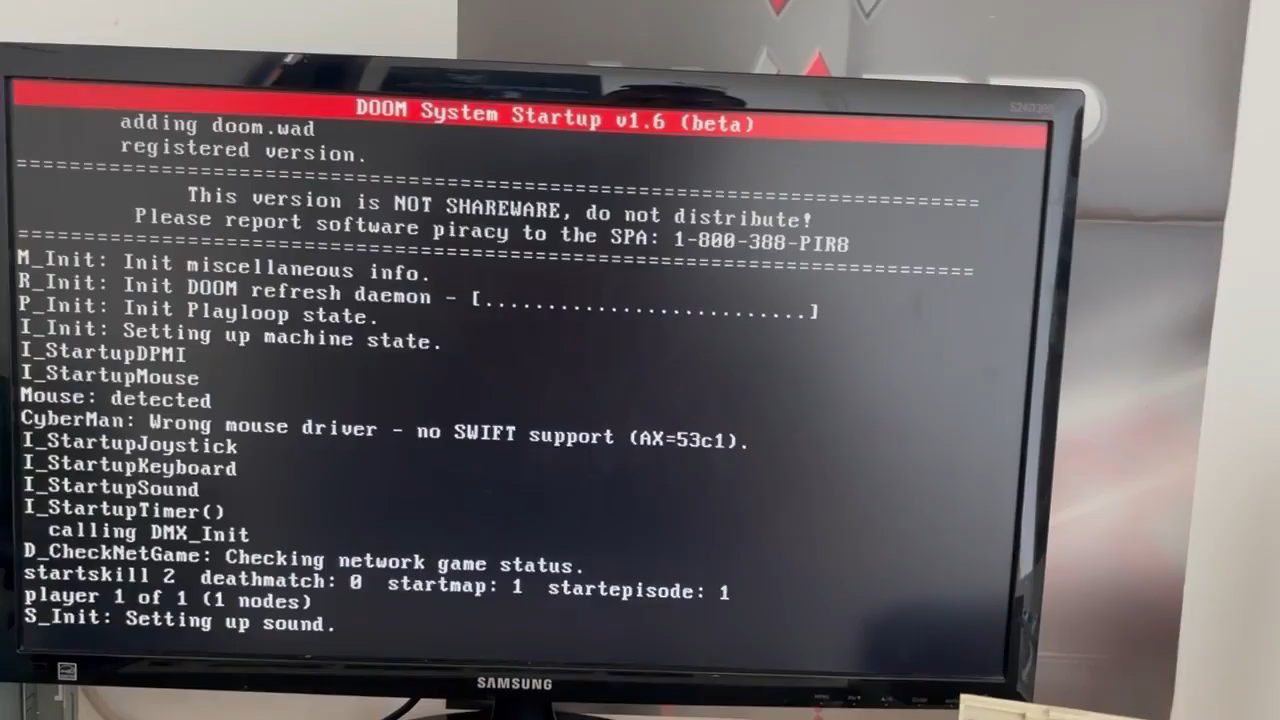 DOOM System Startup v1.6 (beta)
adding doom.wad
registered version.
===========================================================================
This version is NOT SHAREWARE, do not distribute!
Please report software piracy to the SPA: 1-800-388-PIR8
===========================================================================
M_Init: Init miscellaneous info.
R_Init: Init DOOM refresh daemon - [..........................]
P_Init: Init Playloop state.
I_Init: Setting up machine state.
I_StartupDPMI
I_StartupMouse
Mouse: detected
CyberMan: Wrong mouse driver - no SWIFT support (AX=53c1).
I_StartupJoystick
I_StartupKeyboard
I_StartupSound
I_StartupTimer()
calling DMX_Init
D_CheckNetGame: Checking network game status.
startskill 2 deathmatch: 0 startmap: 1 startepisode: 1
player 1 of 1 (1 nodes)
S_Init: Setting up sound.
SAMSUNG